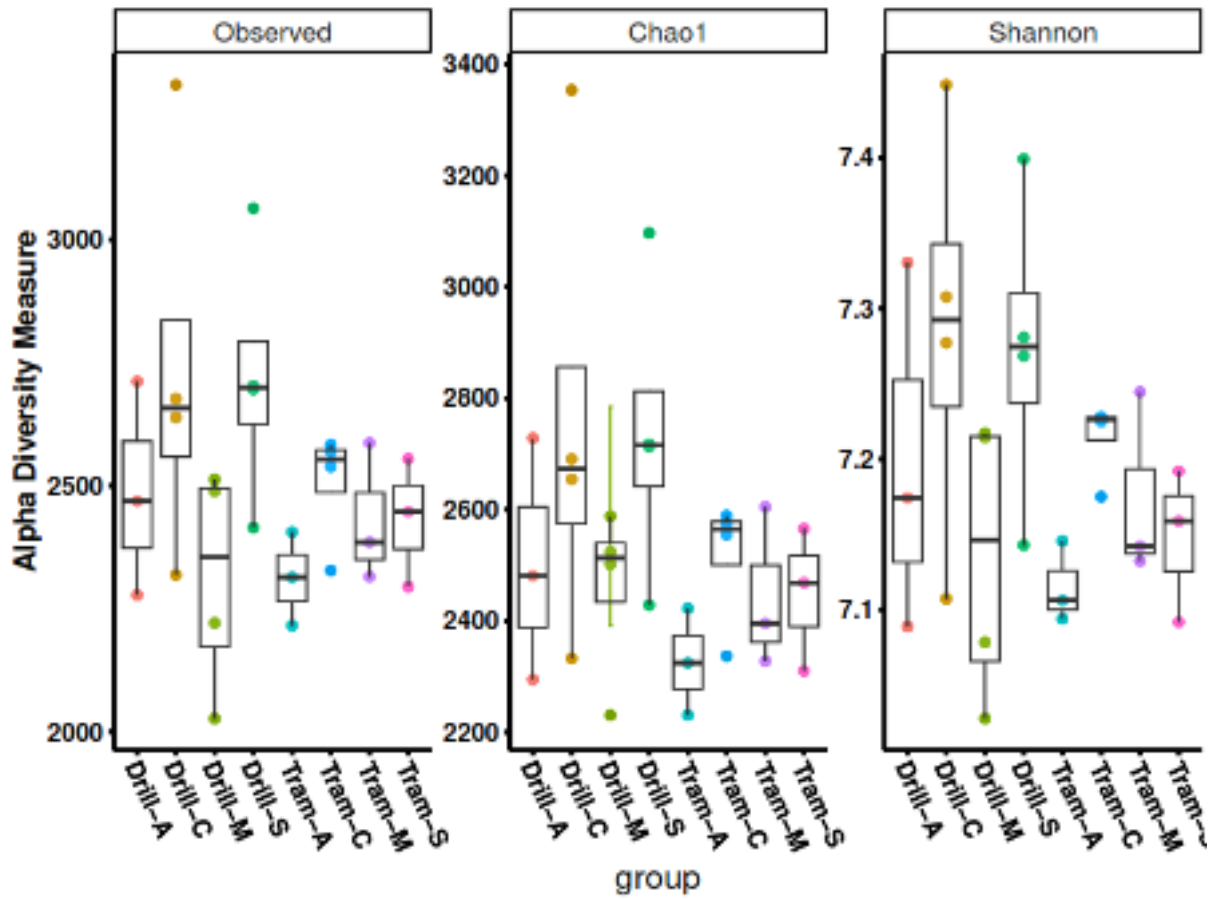 Observed
Chao1
Shannon
Alpha Diversity Measure
3000
2500
2000
3400
3200
3000
2800
2600
2400
2200
7.4
7.3
7.2
7.1
Drill-A
Drill-C
Drill-M
Drill-S
Tram-A
Tram-C
Tram-M
Tram-S
Drill-A
Drill-C
Drill-M
Drill-S
Tram-A
Tram-C
Tram-M
Tram-S
Drill-A
Drill-C
Drill-M
Drill-S
Tram-A
Tram-C
Tram-M
Tram-S
group